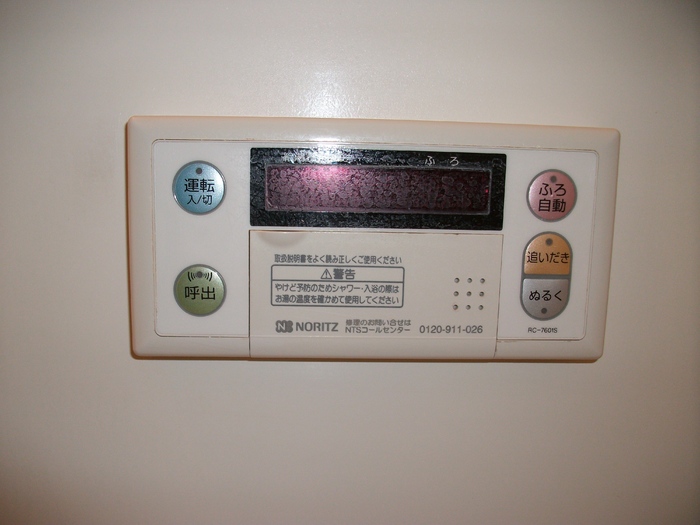 ふろ
運転
入/切
ふろ
自動
取扱説明書をよく読み正しくご使用ください
⚠警告
やけど予防のためシャワー・入浴の際は
お湯の温度を確かめて使用してください
追いだき
呼出
ぬるく
NORITZ
修理のお問い合せは
NTSコールセンター 0120-911-026
RC-7601S